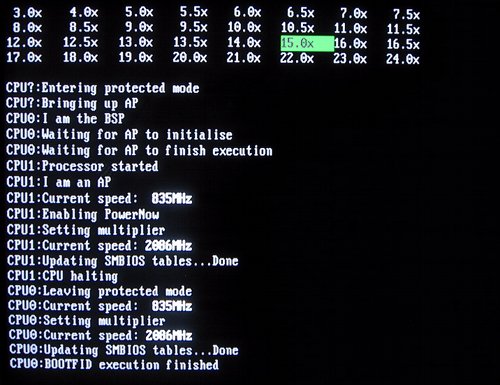 3.0x 4.0x 5.0x 5.5x 6.0x 6.5x 7.0x 7.5x
8.0x 8.5x 9.0x 9.5x 10.0x 10.5x 11.0x 11.5x
12.0x 12.5x 13.0x 13.5x 14.0x 15.0x 16.0x 16.5x
17.0x 18.0x 19.0x 20.0x 21.0x 22.0x 23.0x 24.0x
CPU?:Entering protected mode
CPU?:Bringing up AP
CPU0:I am the BSP
CPU0:Waiting for AP to initialise
CPU0:Waiting for AP to finish execution
CPU1:Processor started
CPU1:I am an AP
CPU1:Current speed: 835MHz
CPU1:Enabling PowerNow
CPU1:Setting multiplier
CPU1:Current speed: 2086MHz
CPU1:Updating SMBIOS tables...Done
CPU1:CPU halting
CPU0:Leaving protected mode
CPU0:Current speed: 835MHz
CPU0:Setting multiplier
CPU0:Current speed: 2086MHz
CPU0:Updating SMBIOS tables...Done
CPU0:BOOTFID execution finished